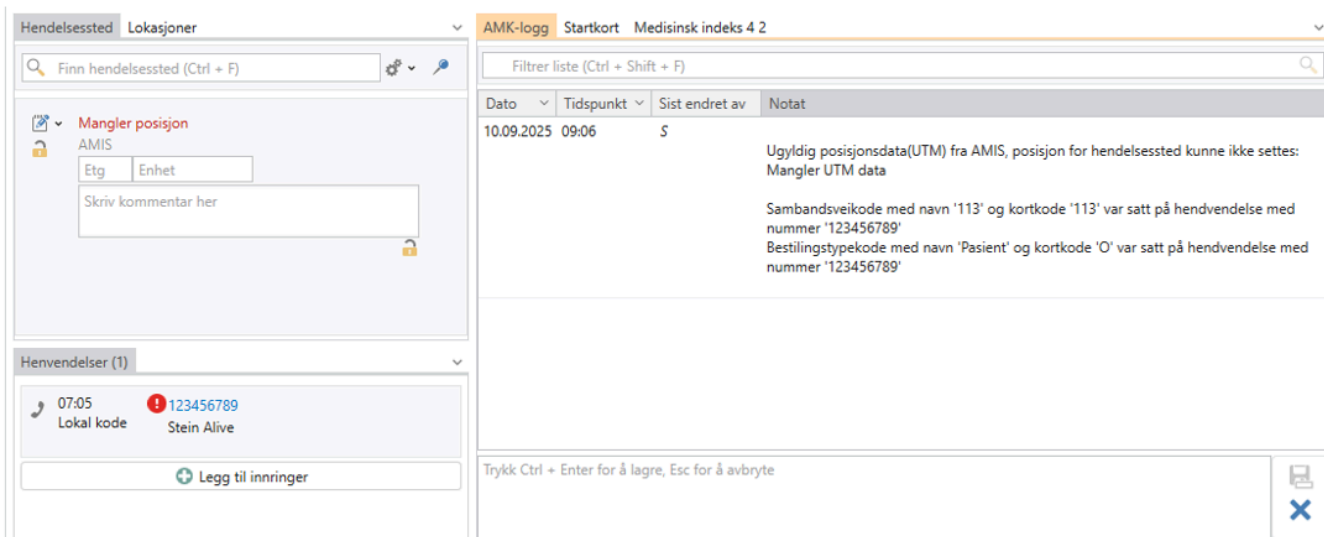 Hendelsessted Lokasjoner
Finn hendelsessted (Ctrl + F)
Mangler posisjon
AMIS
Etg Enhet
Skriv kommentar her
Henvendelser (1)
07:05 123456789
Lokal kode Stein Alive
Legg til innringer
AMK-logg Startkort Medisinsk indeks 4 2
Filtrer liste (Ctrl + Shift + F)
Dato Tidspunkt Sist endret av Notat
10.09.2025 09:06 S
Ugyldig posisjonsdata(UTM) fra AMIS, posisjon for hendelsessted kunne ikke settes:
Mangler UTM data
Sambandsveikode med navn '113' og kortkode '113' var satt på hendvendelse med
nummer '123456789'
Bestilingstypekode med navn 'Pasient' og kortkode 'O' var satt på hendvendelse med
nummer '123456789'
Trykk Ctrl + Enter for å lagre, Esc for å avbryte